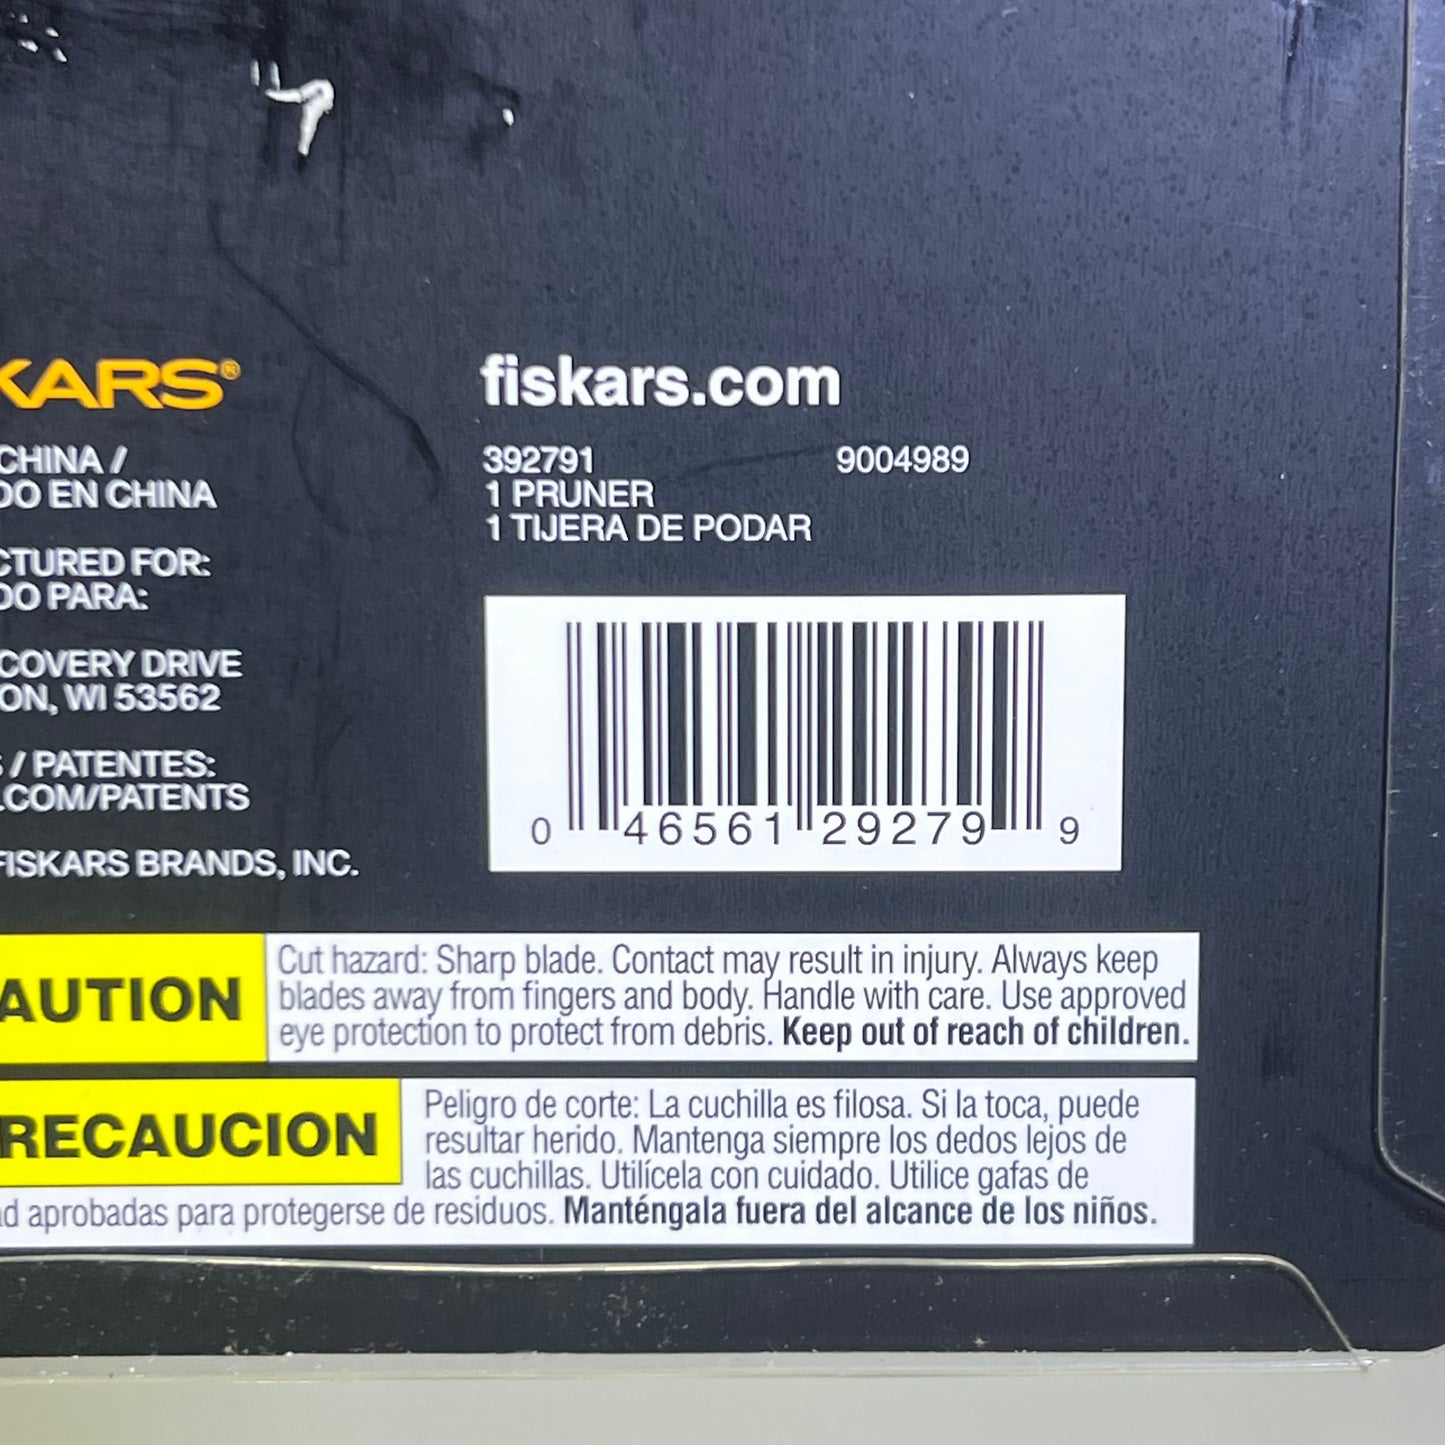 KARS®
CHINA /
DO EN CHINA
CTURED FOR:
DO PARA:
COVERY DRIVE
ON, WI 53562
/ PATENTES:
.COM/PATENTS
FISKARS BRANDS, INC.
fiskars.com
392791 9004989
1 PRUNER
1 TIJERA DE PODAR
0 46561 29279 9
AUTION
Cut hazard: Sharp blade. Contact may result in injury. Always keep
blades away from fingers and body. Handle with care. Use approved
eye protection to protect from debris. Keep out of reach of children.
RECAUCION
Peligro de corte: La cuchilla es filosa. Si la toca, puede
resultar herido. Mantenga siempre los dedos lejos de
las cuchillas. Utilícela con cuidado. Utilice gafas de
d aprobadas para protegerse de residuos. Manténgala fuera del alcance de los niños.